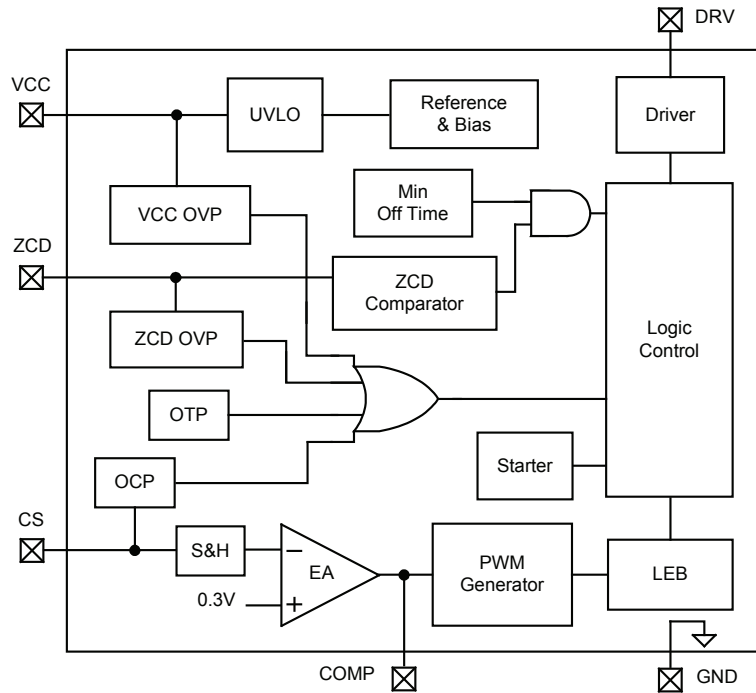 DRV
VCC
UVLO
Reference
& Bias
Driver
VCC OVP
Min
Off Time
ZCD
ZCD
Comparator
Logic
Control
ZCD OVP
OTP
Starter
OCP
CS
S&H
−
EA
0.3V
+
PWM
Generator
LEB
COMP
GND